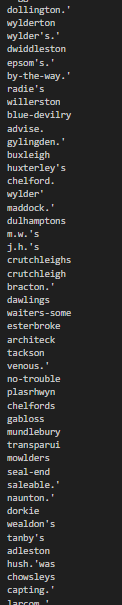 dollington.'
wylderton
wylder's.'
dwiddleston
epsom's.'
by-the-way.'
radie's
willerston
blue-devilry
advise.
gylingden.'
buxleigh
huxterley's
chelford.
wylder'
maddock.'
dulhamptons
m.w.'s
j.h.'s
crutchleighs
crutchleigh
bracton.'
dawlings
waiters-some
esterbroke
architeck
tackson
venous.'
no-trouble
plasrhwyn
chelfords
gabloss
mundlebury
transparui
mowlders
seal-end
saleable.'
naunton.'
dorkie
wealdon's
tanby's
adleston
hush.'was
chowsleys
capting.'
larcom.'